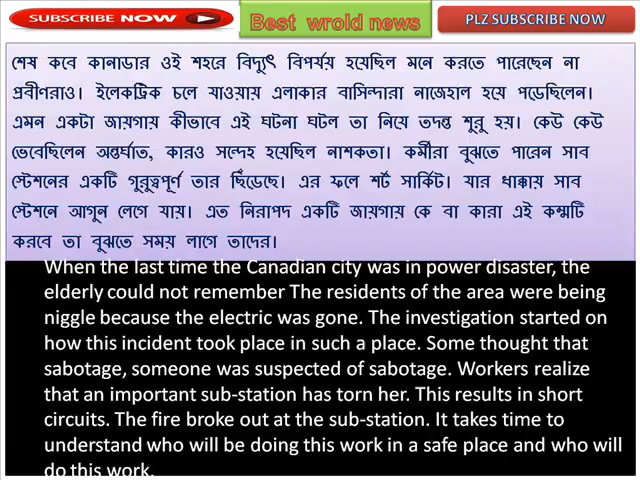 SUBSCRIBE NOW
Best wrold news
PLZ SUBSCRIBE NOW
শেষ কবে কানাডার ওই শহরে বিদ্যুৎ বিপর্যয় হয়েছিল মনে করতে পারেছেন না
প্রবীণরাও। ইলেকট্রিক চলে যাওয়ায় এলাকার বাসিন্দারা নাজেহাল হয়ে পড়েছিলেন।
এমন একটা জায়গায় কীভাবে এই ঘটনা ঘটল তা নিয়ে তদন্ত শুরু হয়। কেউ কেউ
ভেবেছিলেন অন্তর্ঘাত, কারও সন্দেহ হয়েছিল নাশকতা। কর্মীরা বুঝতে পারেন সাব
স্টেশনের একটি গুরুত্বপূর্ণ তার ছিঁড়েছে। এর ফলে শর্ট সার্কিট। যার ধাক্কায় সাব
স্টেশনে আগুন লেগে যায়। এত নিরাপদ একটি জায়গায় কে বা কারা এই কম্মটি
করবে তা বুঝতে সময় লাগে তাদের।
When the last time the Canadian city was in power disaster, the
elderly could not remember The residents of the area were being
niggle because the electric was gone. The investigation started on
how this incident took place in such a place. Some thought that
sabotage, someone was suspected of sabotage. Workers realize
that an important sub-station has torn her. This results in short
circuits. The fire broke out at the sub-station. It takes time to
understand who will be doing this work in a safe place and who will
do this work.